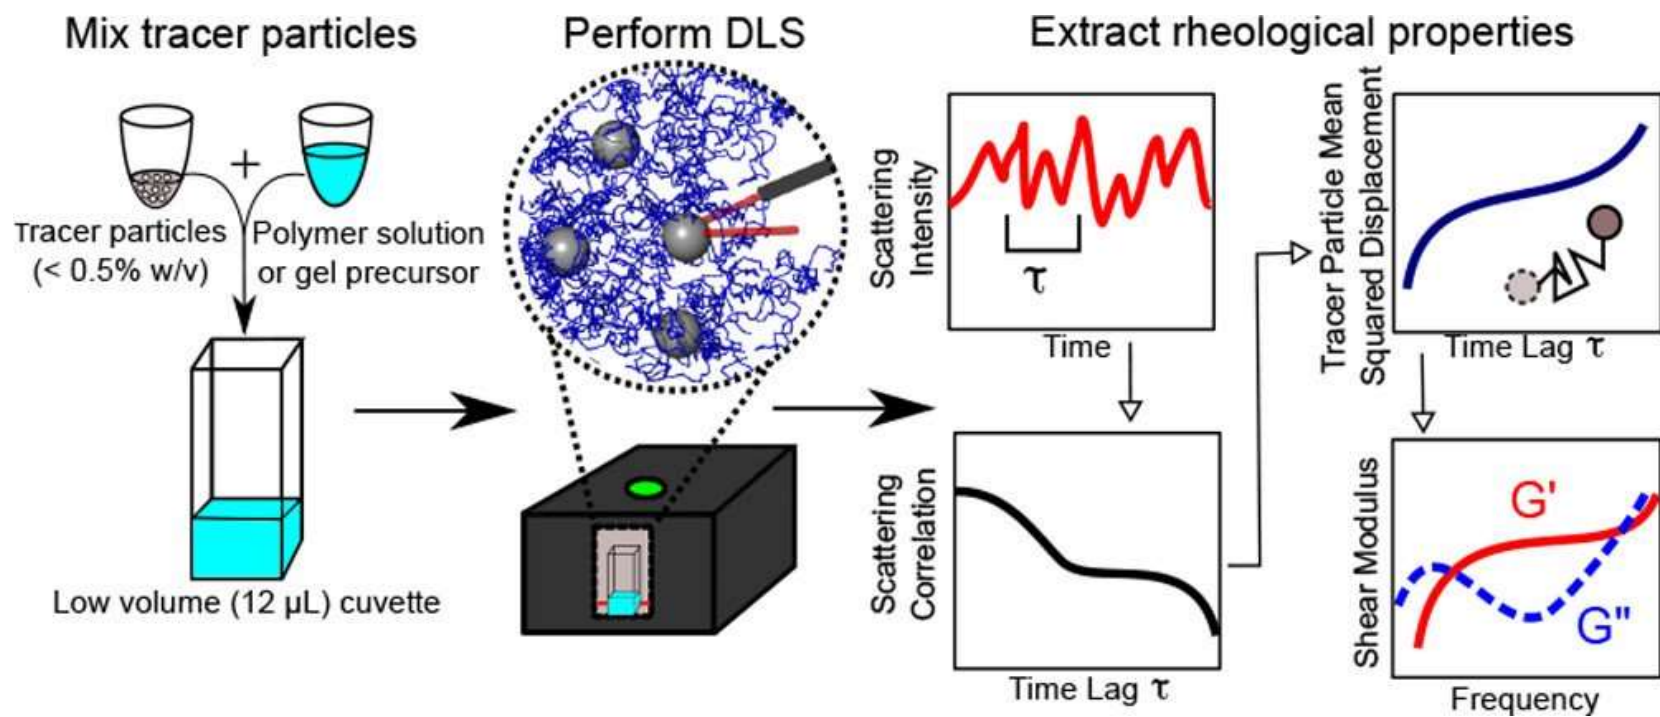 Mix tracer particles
+
Tracer particles
(< 0.5% w/v)
Polymer solution
or gel precursor
Low volume (12 μL) cuvette
Perform DLS
Extract rheological properties
Scattering
Intensity
τ
Time
Scattering
Correlation
Time Lag τ
Tracer Particle Mean
Squared Displacement
Time Lag τ
Shear Modulus
G'
G"
Frequency